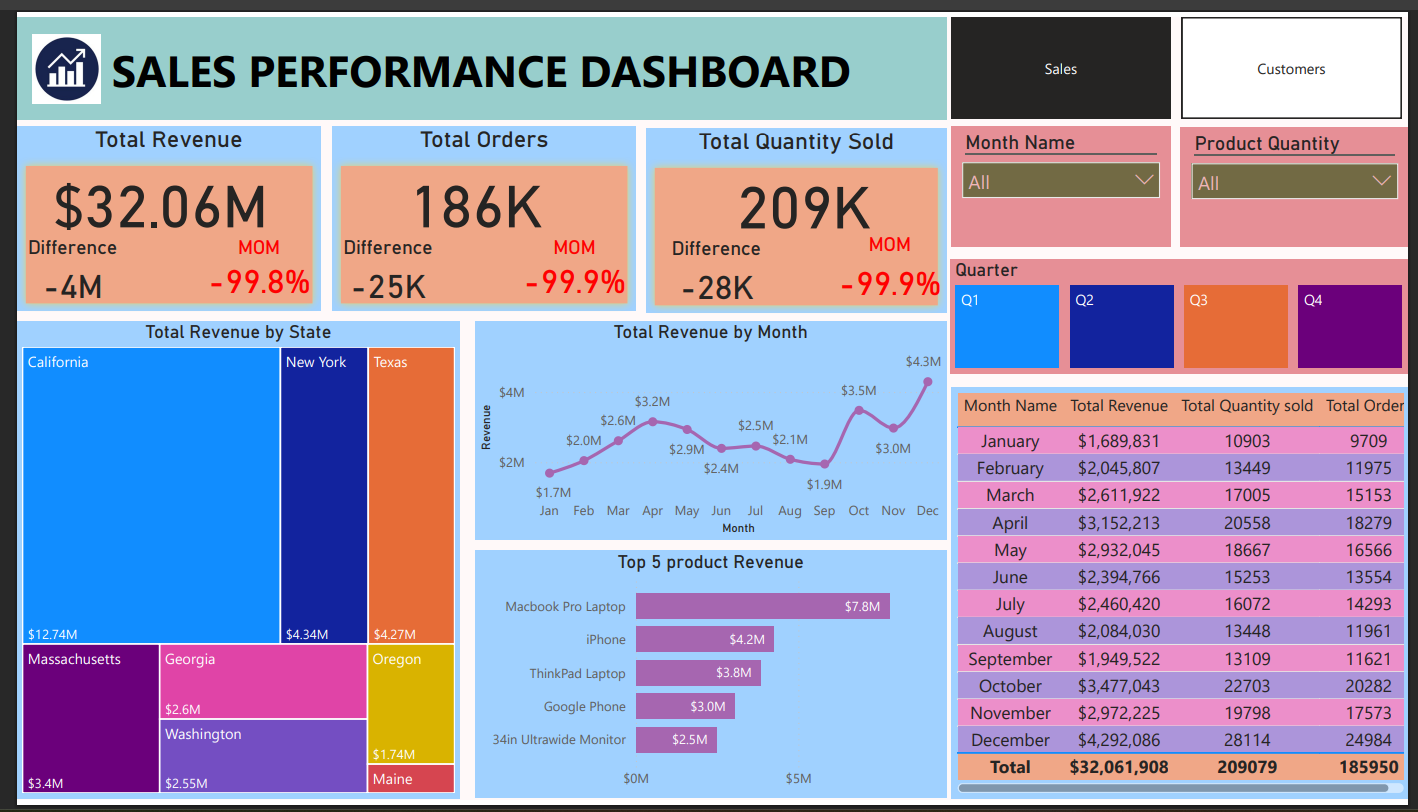 SALES PERFORMANCE DASHBOARD
Sales
Customers
Total Revenue
$32.06M
Difference
MOM
-4M
-99.8%
Total Orders
186K
Difference
MOM
-25K
-99.9%
Total Quantity Sold
209K
Difference
MOM
-28K
-99.9%
Month Name
All
Product Quantity
All
Quarter
Q1
Q2
Q3
Q4
Total Revenue by State
California
$12.74M
New York
$4.34M
Texas
$4.27M
Massachusetts
$3.4M
Georgia
$2.6M
Washington
$2.55M
Oregon
$1.74M
Maine
Total Revenue by Month
Revenue
$4M
$2M
$1.7M
$2.0M
$2.6M
$3.2M
$2.9M
$2.4M
$2.5M
$2.1M
$1.9M
$3.5M
$3.0M
$4.3M
Jan Feb Mar Apr May Jun Jul Aug Sep Oct Nov Dec
Month
Top 5 product Revenue
Macbook Pro Laptop $7.8M
iPhone $4.2M
ThinkPad Laptop $3.8M
Google Phone $3.0M
34in Ultrawide Monitor $2.5M
$0M $5M
Month Name Total Revenue Total Quantity sold Total Order
January $1,689,831 10903 9709
February $2,045,807 13449 11975
March $2,611,922 17005 15153
April $3,152,213 20558 18279
May $2,932,045 18667 16566
June $2,394,766 15253 13554
July $2,460,420 16072 14293
August $2,084,030 13448 11961
September $1,949,522 13109 11621
October $3,477,043 22703 20282
November $2,972,225 19798 17573
December $4,292,086 28114 24984
Total $32,061,908 209079 185950